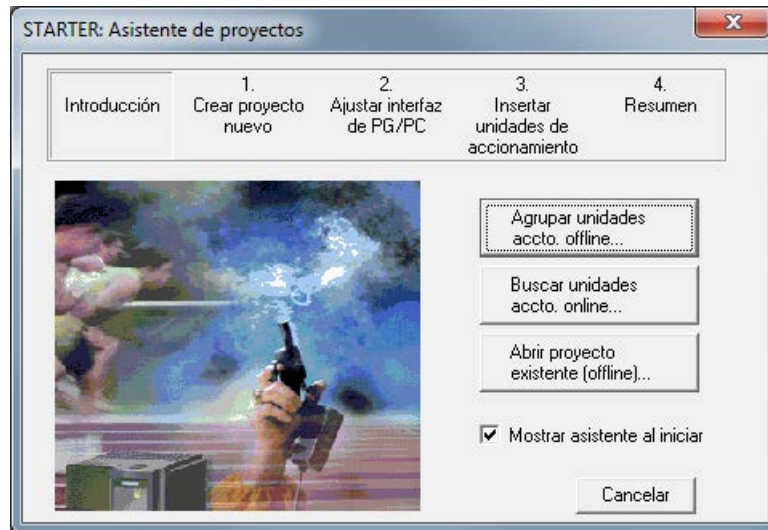 STARTER: Asistente de proyectos
Introducción
1.
Crear proyecto
nuevo
2.
Ajustar interfaz
de PG/PC
3.
Insertar
unidades de
accionamiento
4.
Resumen
Agrupar unidades
accto. offline...
Buscar unidades
accto. online...
Abrir proyecto
existente (offline)...
Mostrar asistente al iniciar
Cancelar